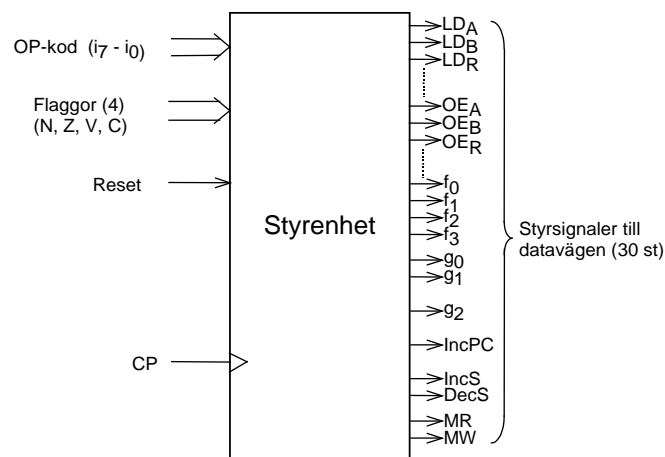 OP-kod (i7 - i0)
Flaggor (4)
(N, Z, V, C)
Reset
CP
Styrenhet
LDA
LDB
LDR
OEA
OEB
OER
f0
f1
f2
f3
g0
g1
g2
IncPC
IncS
DecS
MR
MW
Styrsignaler till
datavägen (30 st)